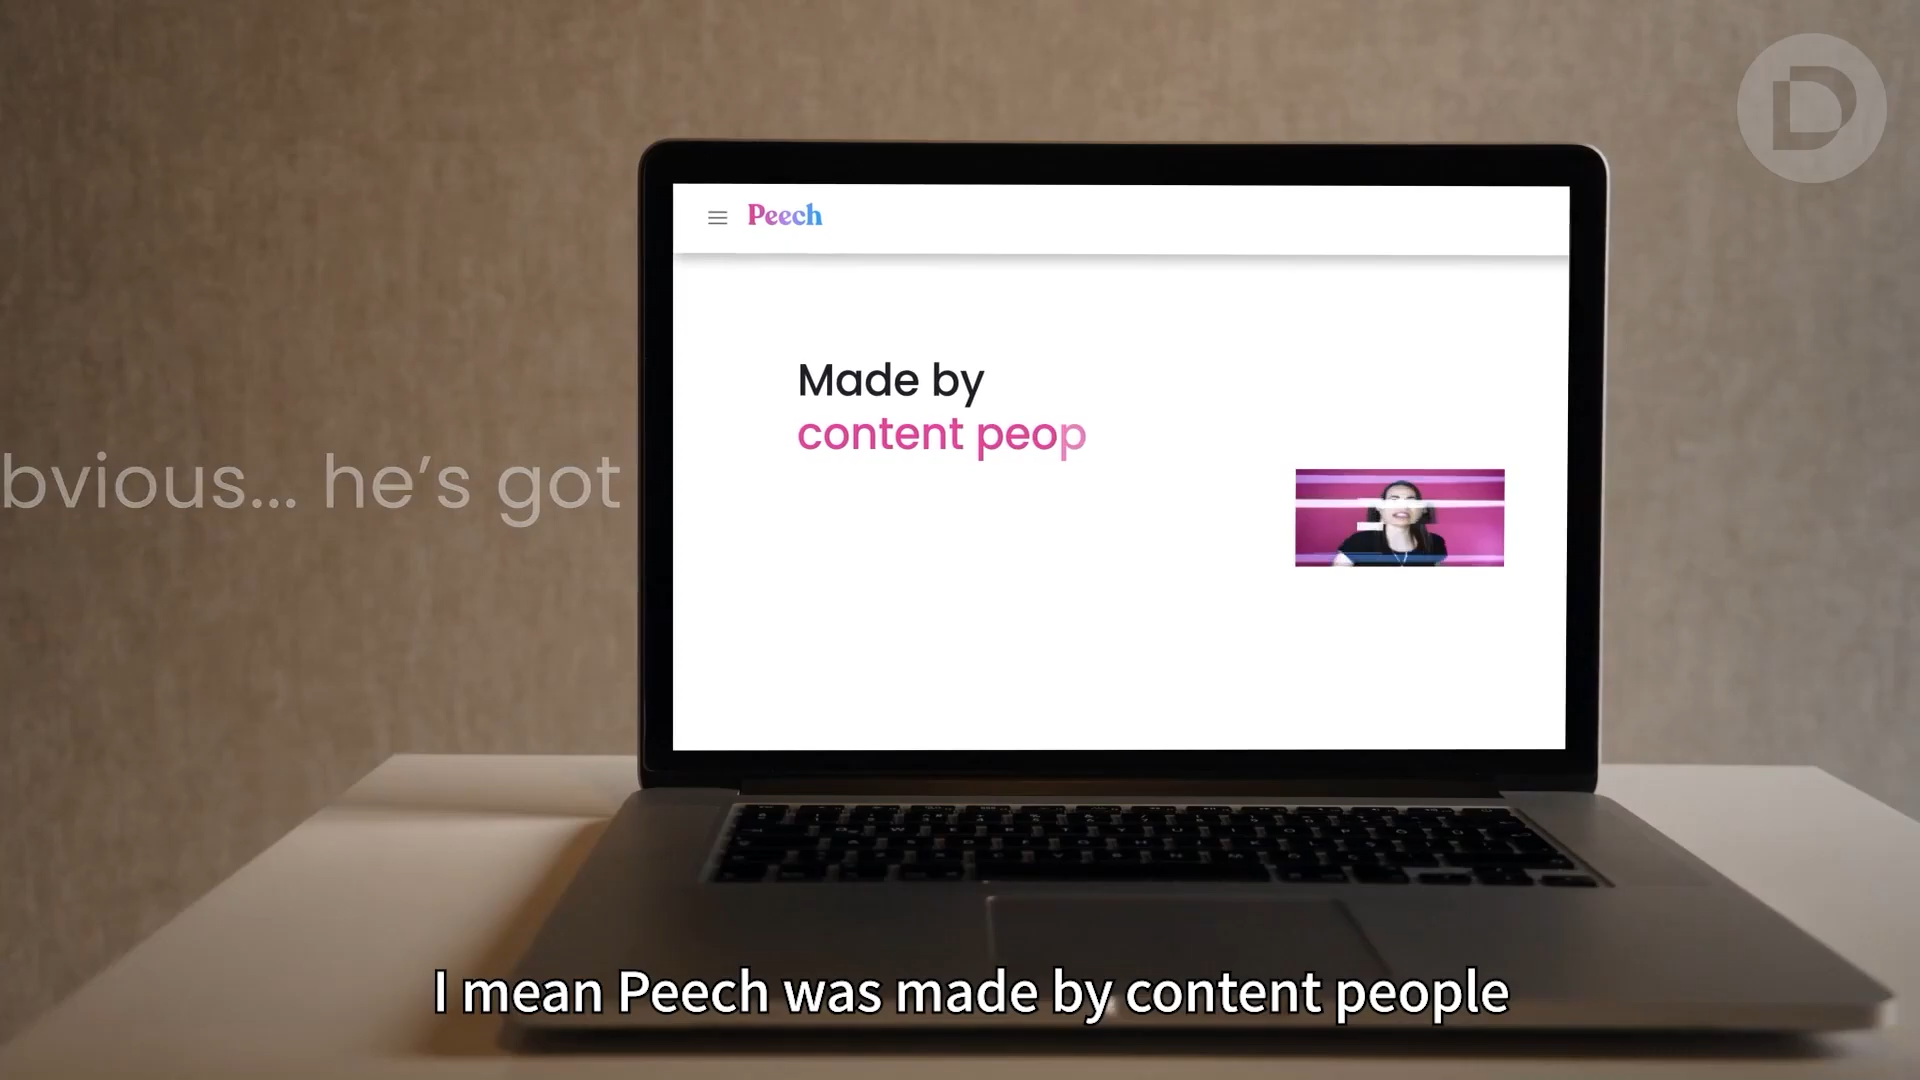 D
Peech
Made by
content peop
bvious... he's got
I mean Peech was made by content people